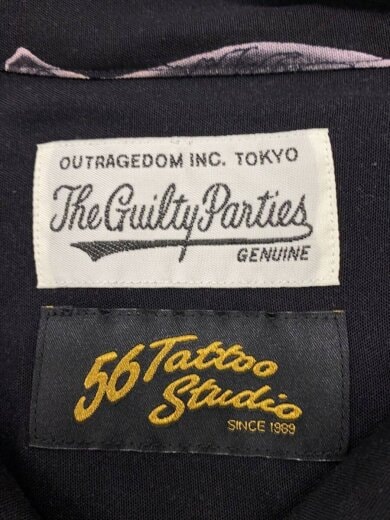 OUTRAGEDOM INC. TOKYO
The Guilty Parties
GENUINE
56 Tattoo
Studio
SINCE 1989